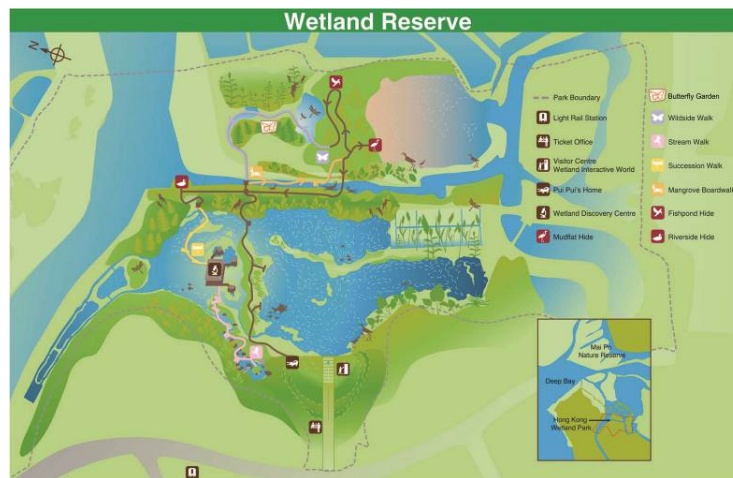 Wetland Reserve
N
Park Boundary
Light Rail Station
Ticket Office
Visitor Centre
Wetland Interactive World
Pui Pui's Home
Wetland Discovery Centre
Mudflat Hide
Butterfly Garden
Wildside Walk
Stream Walk
Succession Walk
Mangrove Boardwalk
Fishpond Hide
Riverside Hide
Mai Po
Nature Reserve
Deep Bay
Hong Kong
Wetland Park